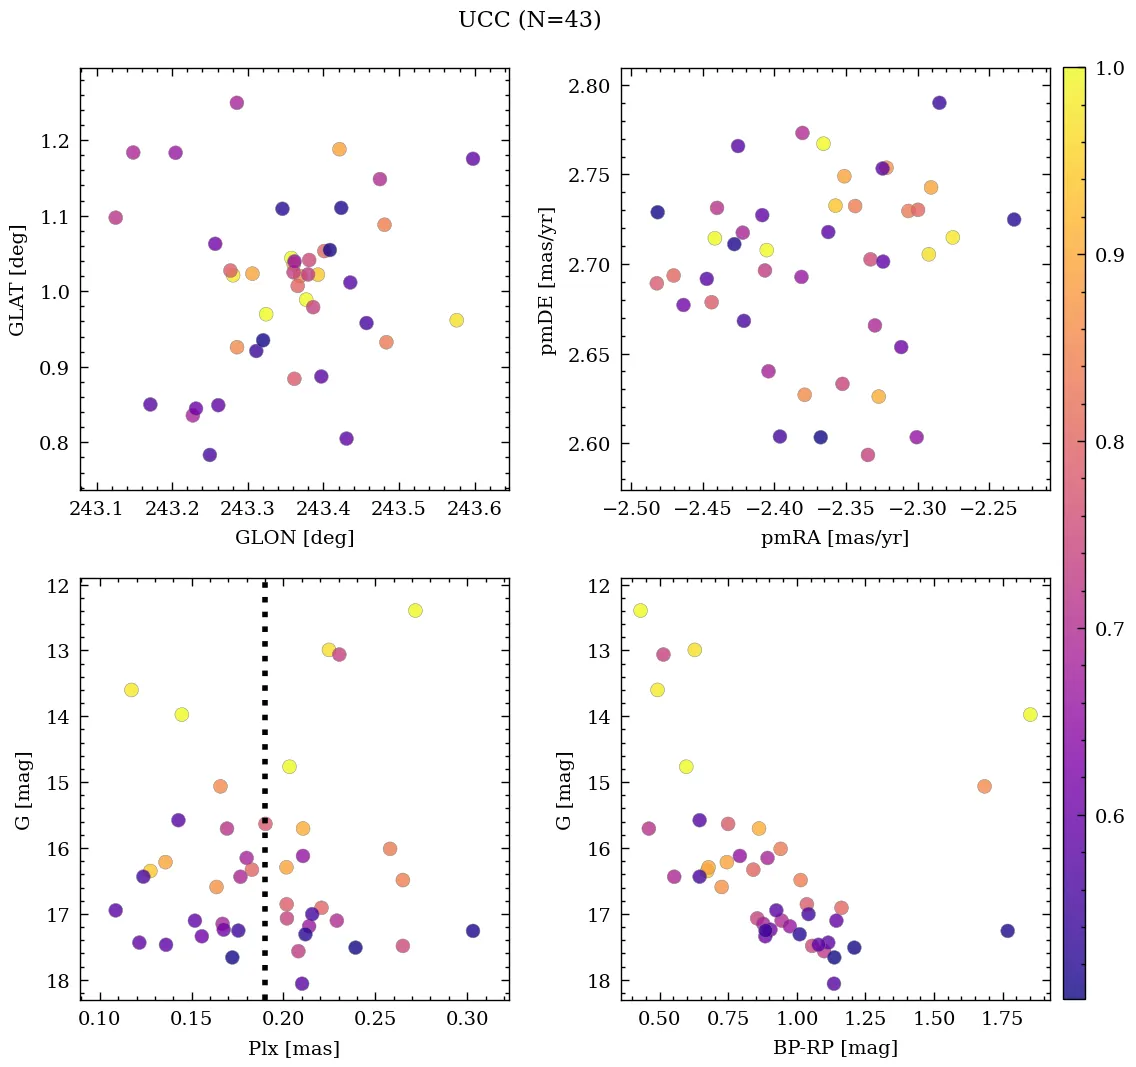 UCC (N=43)
1.2
1.1
1.0
0.9
0.8
GLAT [deg]
243.1 243.2 243.3 243.4 243.5 243.6
GLON [deg]
2.80
2.75
2.70
2.65
2.60
pmDE [mas/yr]
−2.50 −2.45 −2.40 −2.35 −2.30 −2.25
pmRA [mas/yr]
12
13
14
15
16
17
18
G [mag]
0.10 0.15 0.20 0.25 0.30
Plx [mas]
12
13
14
15
16
17
18
G [mag]
0.50 0.75 1.00 1.25 1.50 1.75
BP-RP [mag]
1.0
0.9
0.8
0.7
0.6